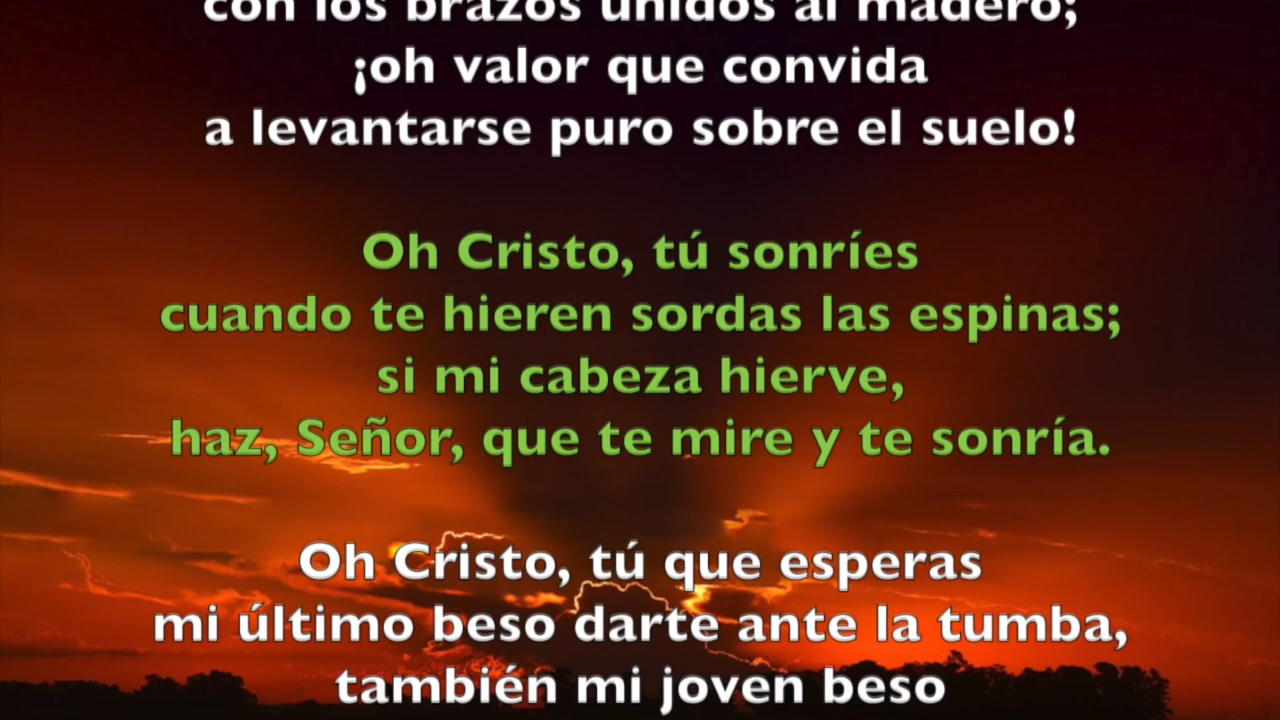 con los brazos unidos al madero;
¡oh valor que convida
a levantarse puro sobre el suelo!
Oh Cristo, tú sonríes
cuando te hieren sordas las espinas;
si mi cabeza hierve,
haz, Señor, que te mire y te sonría.
Oh Cristo, tú que esperas
mi último beso darte ante la tumba,
también mi joven beso